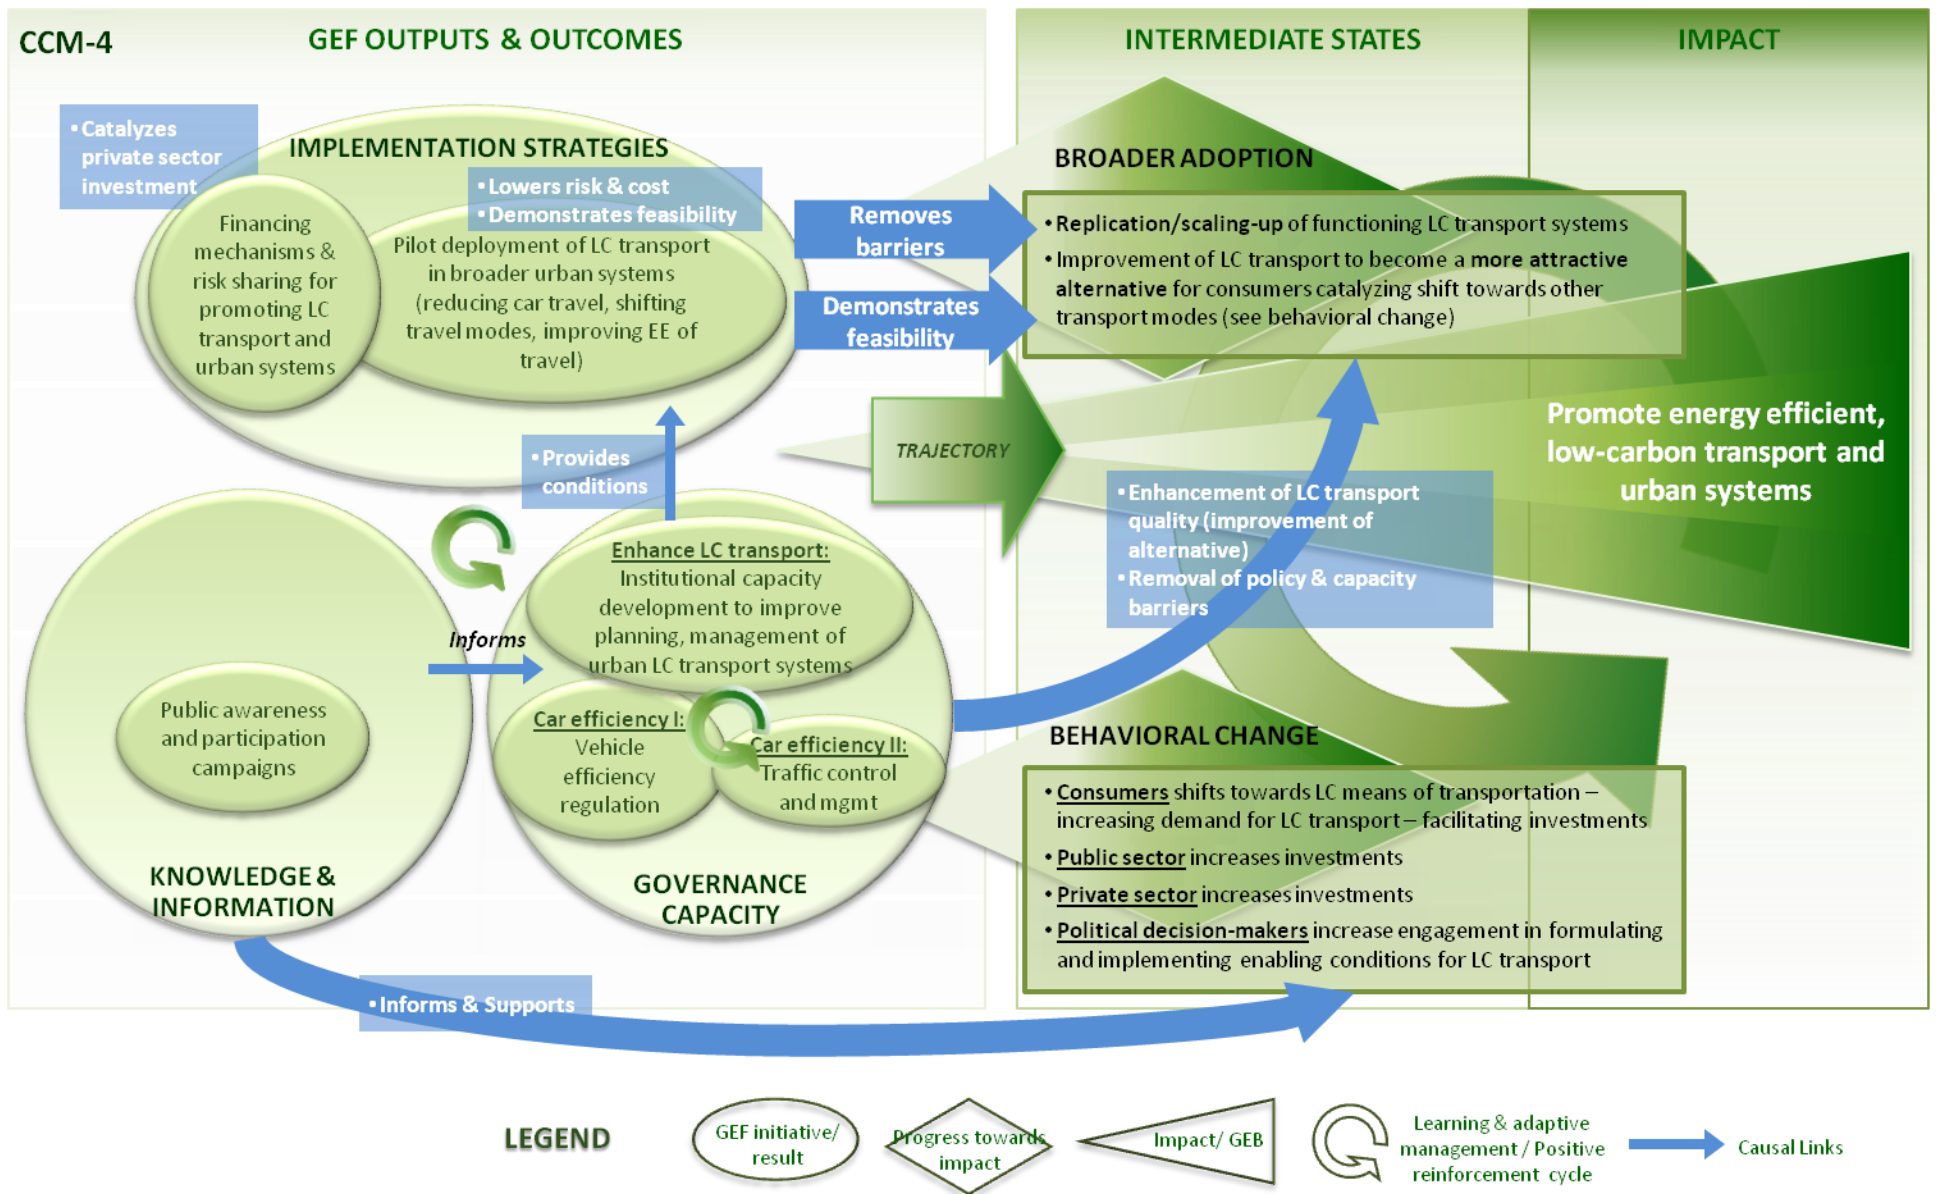 CCM-4
GEF OUTPUTS & OUTCOMES
INTERMEDIATE STATES
IMPACT
• Catalyzes
private sector
investment
IMPLEMENTATION STRATEGIES
• Lowers risk & cost
• Demonstrates feasibility
Financing
mechanisms &
risk sharing for
promoting LC
transport and
urban systems
Pilot deployment of LC transport
in broader urban systems
(reducing car travel, shifting
travel modes, improving EE of
travel)
Removes
barriers
Demonstrates
feasibility
BROADER ADOPTION
• Replication/scaling-up of functioning LC transport systems
• Improvement of LC transport to become a more attractive
alternative for consumers catalyzing shift towards other
transport modes (see behavioral change)
TRAJECTORY
Promote energy efficient,
low-carbon transport and
urban systems
• Provides
conditions
• Enhancement of LC transport
quality (improvement of
alternative)
• Removal of policy & capacity
barriers
Informs
Enhance LC transport:
Institutional capacity
development to improve
planning, management of
urban LC transport systems
Public awareness
and participation
campaigns
Car efficiency I:
Vehicle
efficiency
regulation
Car efficiency II:
Traffic control
and mgmt
KNOWLEDGE &
INFORMATION
GOVERNANCE
CAPACITY
BEHAVIORAL CHANGE
• Consumers shifts towards LC means of transportation –
increasing demand for LC transport – facilitating investments
• Public sector increases investments
• Private sector increases investments
• Political decision-makers increase engagement in formulating
and implementing enabling conditions for LC transport
• Informs & Supports
LEGEND
GEF initiative/
result
Progress towards
impact
Impact/ GEB
Learning & adaptive
management / Positive
reinforcement cycle
Causal Links